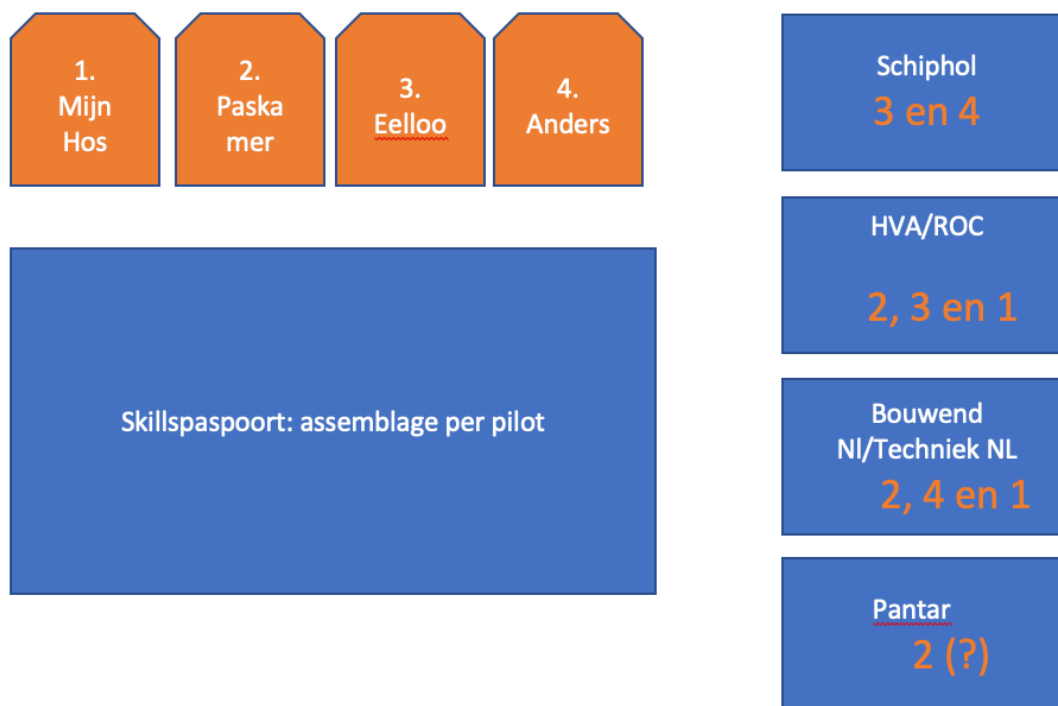 1.
Mijn
Hos
2.
Paska
mer
3.
Eelloo
4.
Anders
Skillspaspoort: assemblage per pilot
Schiphol
3 en 4
HVA/ROC
2, 3 en 1
Bouwend
Nl/Techniek NL
2, 4 en 1
Pantar
2 (?)